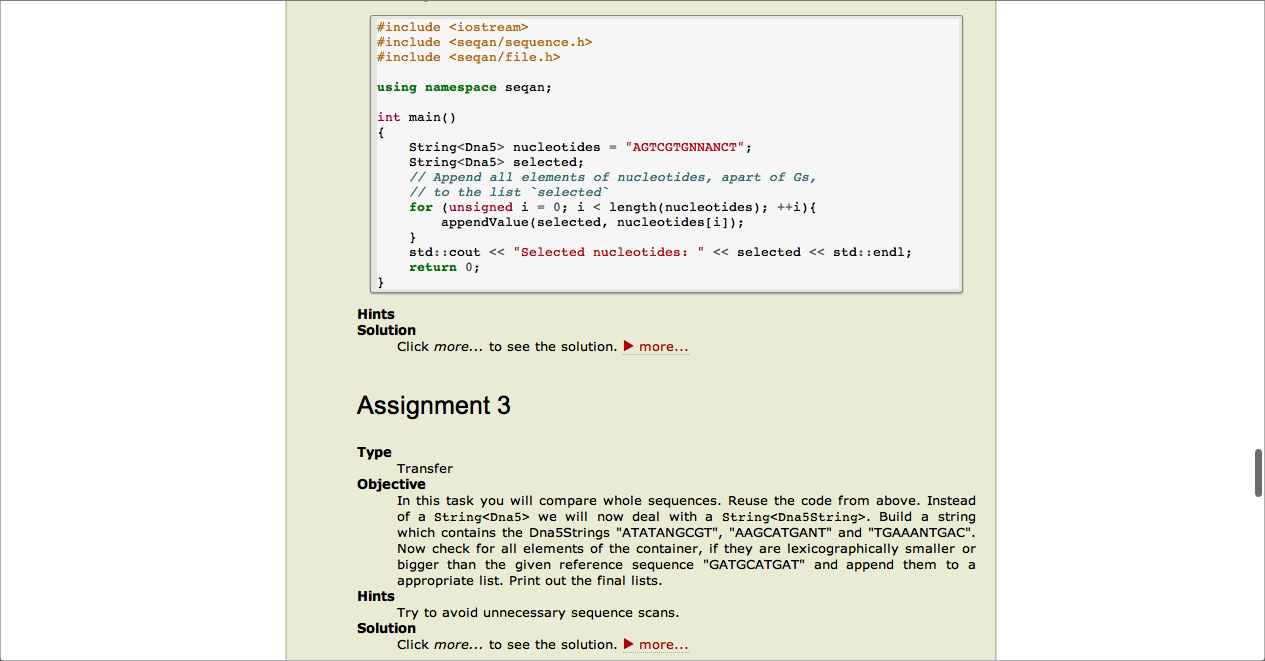 #include <iostream>
#include <seqan/sequence.h>
#include <seqan/file.h>
using namespace seqan;
int main()
{
String<Dna5> nucleotides = "AGTCGTGNNANCT";
String<Dna5> selected;
// Append all elements of nucleotides, apart of Gs,
// to the list `selected`
for (unsigned i = 0; i < length(nucleotides); ++i){
appendValue(selected, nucleotides[i]);
}
std::cout << "Selected nucleotides: " << selected << std::endl;
return 0;
}
Hints
Solution
Click more... to see the solution. ▶ more...
Assignment 3
Type
Transfer
Objective
In this task you will compare whole sequences. Reuse the code from above. Instead
of a String<Dna5> we will now deal with a String<Dna5String>. Build a string
which contains the Dna5Strings "ATATANGCGT", "AAGCATGANT" and "TGAAANTGAC".
Now check for all elements of the container, if they are lexicographically smaller or
bigger than the given reference sequence "GATGCATGAT" and append them to a
appropriate list. Print out the final lists.
Hints
Try to avoid unnecessary sequence scans.
Solution
Click more... to see the solution. ▶ more...